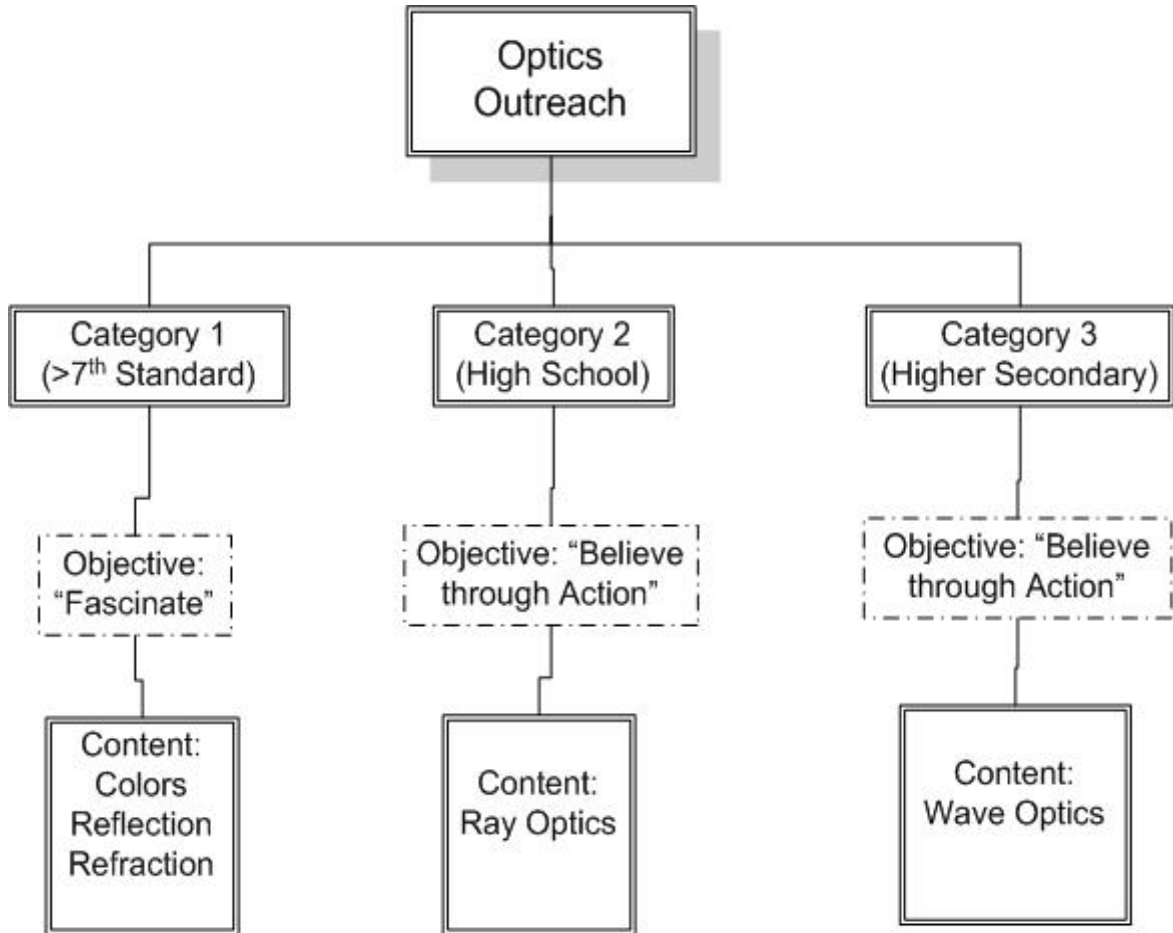 Optics
Outreach
Category 1
(>7th Standard)
Category 2
(High School)
Category 3
(Higher Secondary)
Objective:
“Fascinate”
Objective: “Believe
through Action”
Objective: “Believe
through Action”
Content:
Colors
Reflection
Refraction
Content:
Ray Optics
Content:
Wave Optics